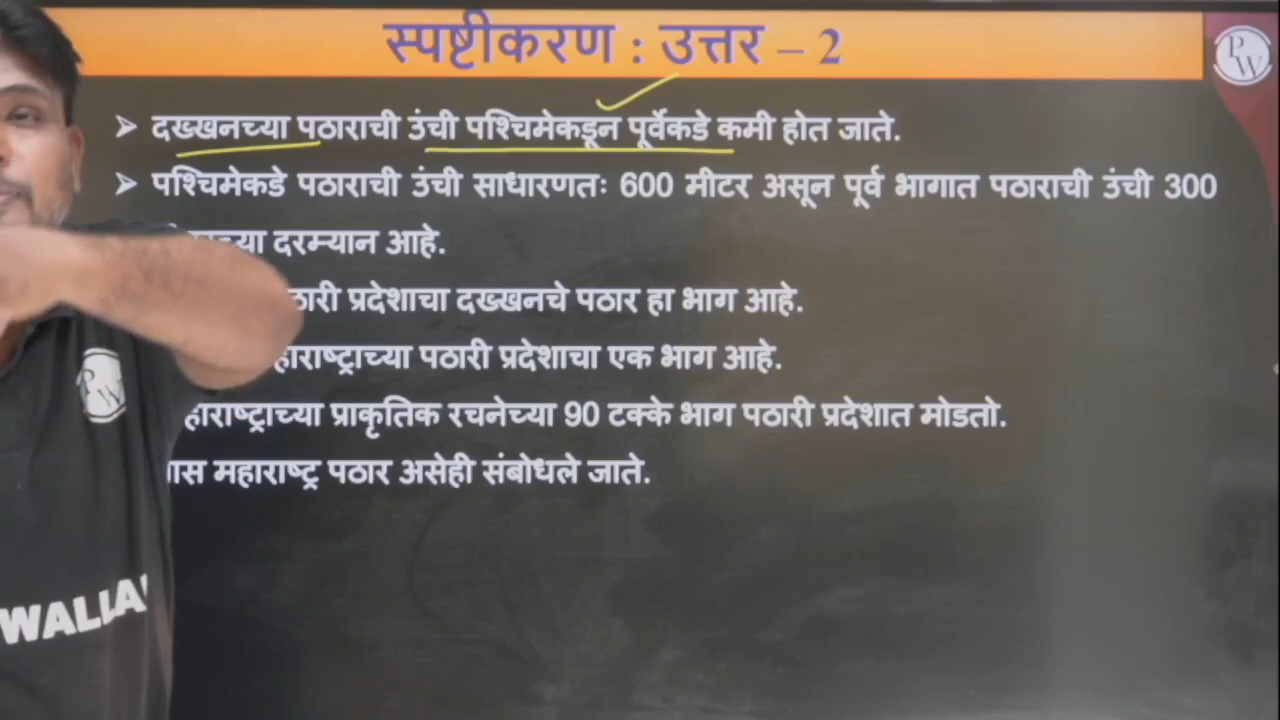 स्पष्टीकरण : उत्तर – 2
PW
➤ दख्खनच्या पठाराची उंची पश्चिमेकडून पूर्वेकडे कमी होत जाते.
➤ पश्चिमेकडे पठाराची उंची साधारणतः 600 मीटर असून पूर्व भागात पठाराची उंची 300
दरम्यान आहे.
प्रदेशाचा दख्खनचे पठार हा भाग आहे.
पठारी प्रदेशाचा एक भाग आहे.
प्राकृतिक रचनेच्या 90 टक्के भाग पठारी प्रदेशात मोडतो.
महाराष्ट्र पठार असेही संबोधले जाते.
PW